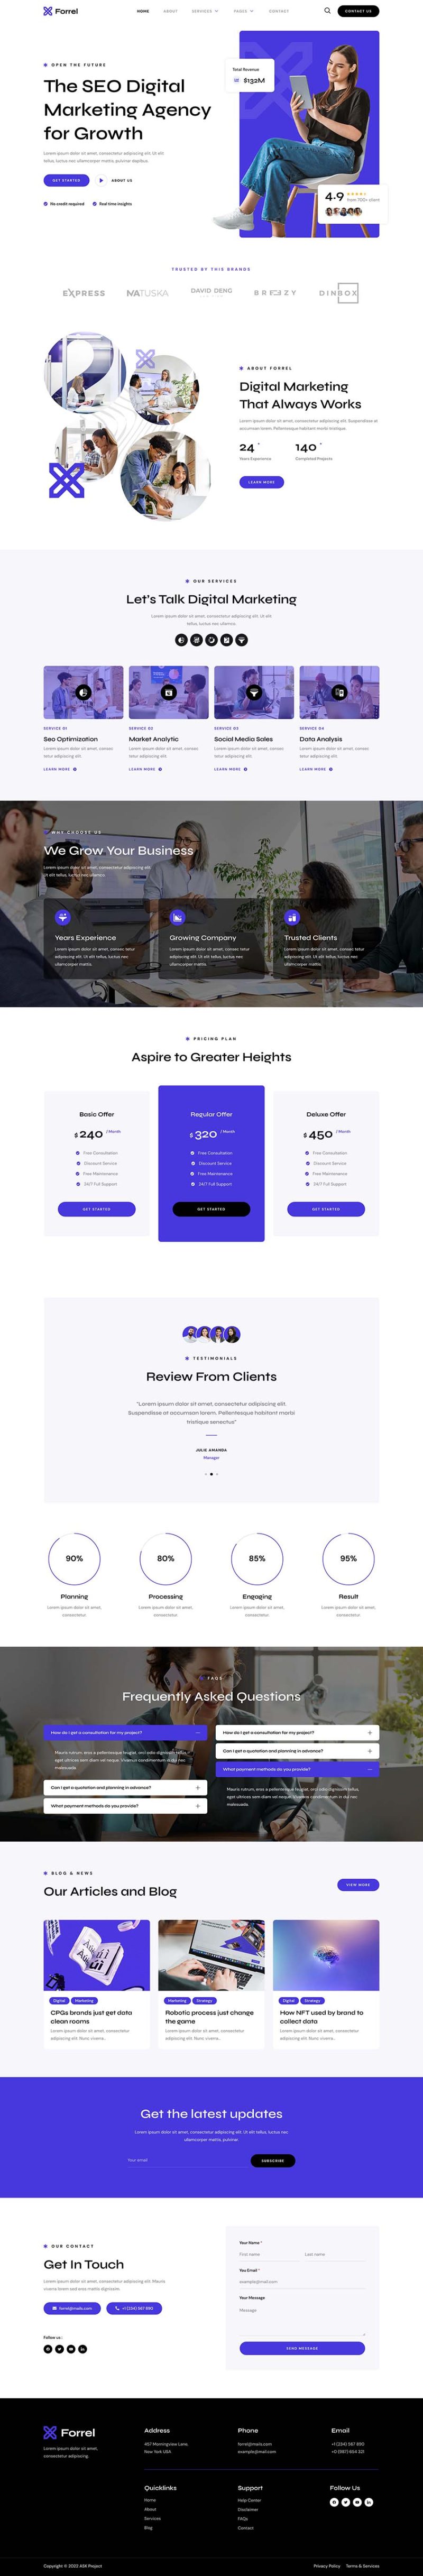 Forrel
HOME ABOUT SERVICES PAGES CONTACT
CONTACT US
OPEN THE FUTURE
The SEO Digital
Marketing Agency
for Growth
Lorem ipsum dolor sit amet, consectetur adipiscing elit. Ut elit
tellus, luctus nec ullamcorper mattis, pulvinar dapibus.
GET STARTED
ABOUT US
No credit required
Real time insights
Total Revenue
$132M
4.9
from 700+ client
TRUSTED BY THIS BRANDS
EXPRESS
MATUSKA
DAVID DENG
BREEZY
DINGBOX
ABOUT FORREL
Digital Marketing
That Always Works
Lorem ipsum dolor sit amet, consectetur adipiscing elit. Suspendisse at
accumsan lorem. Pellentesque habitant morbi tristique.
24 +
Years Experience
140 +
Completed Projects
LEARN MORE
OUR SERVICES
Let's Talk Digital Marketing
Lorem ipsum dolor sit amet, consectetur adipiscing elit. Ut elit
tellus, luctus nec ullamco.
SERVICE 01
Seo Optimization
Lorem ipsum dolor sit amet, consec
tetur adipiscing elit.
LEARN MORE
SERVICE 02
Market Analytic
Lorem ipsum dolor sit amet, consec
tetur adipiscing elit.
LEARN MORE
SERVICE 03
Social Media Sales
Lorem ipsum dolor sit amet, consec
tetur adipiscing elit.
LEARN MORE
SERVICE 04
Data Analysis
Lorem ipsum dolor sit amet, consec
tetur adipiscing elit.
LEARN MORE
WHY CHOOSE US
We Grow Your Business
Lorem ipsum dolor sit amet, consectetur adipiscing elit.
Ut elit tellus, luctus nec ullamco.
Years Experience
Lorem ipsum dolor sit amet, consec tetur
adipiscing elit. Ut elit tellus, luctus nec
ullamcorper mattis.
Growing Company
Lorem ipsum dolor sit amet, consec tetur
adipiscing elit. Ut elit tellus, luctus nec
ullamcorper mattis.
Trusted Clients
Lorem ipsum dolor sit amet, consec tetur
adipiscing elit. Ut elit tellus, luctus nec
ullamcorper mattis.
PRICING PLAN
Aspire to Greater Heights
Basic Offer
$240 / Month
Free Consultation
Discount Service
Free Maintenance
24/7 Full Support
GET STARTED
Regular Offer
$320 / Month
Free Consultation
Discount Service
Free Maintenance
24/7 Full Support
GET STARTED
Deluxe Offer
$450 / Month
Free Consultation
Discount Service
Free Maintenance
24/7 Full Support
GET STARTED
TESTIMONIALS
Review From Clients
"Lorem ipsum dolor sit amet, consectetur adipiscing elit.
Suspendisse at accumsan lorem. Pellentesque habitant morbi
tristique senectus"
JULIE AMANDA
Manager
90%
Planning
Lorem ipsum dolor sit amet,
consectetur.
80%
Processing
Lorem ipsum dolor sit amet,
consectetur.
85%
Engaging
Lorem ipsum dolor sit amet,
consectetur.
95%
Result
Lorem ipsum dolor sit amet,
consectetur.
FAQS
Frequently Asked Questions
How do I get a consultation for my project?
Mauris rutrum, eros a pellentesque feugiat, orci odio dignissim tellus,
eget ultrices sem diam vel neque. Vivamus condimentum in dui nec
malesuada.
Can I get a quotation and planning in advance?
What payment methods do you provide?
How do I get a consultation for my project?
Can I get a quotation and planning in advance?
What payment methods do you provide?
Mauris rutrum, eros a pellentesque feugiat, orci odio dignissim tellus,
eget ultrices sem diam vel neque. Vivamus condimentum in dui nec
malesuada.
BLOG & NEWS
Our Articles and Blog
VIEW MORE
Digital Marketing
CPGs brands just get data
clean rooms
Lorem ipsum dolor sit amet, consectetur
adipiscing elit. Nunc viverra...
Marketing Strategy
Robotic process just change
the game
Lorem ipsum dolor sit amet, consectetur
adipiscing elit. Nunc viverra...
Digital Strategy
How NFT used by brand to
collect data
Lorem ipsum dolor sit amet, consectetur
adipiscing elit. Nunc viverra...
Get the latest updates
Lorem ipsum dolor sit amet, consectetur adipiscing elit. Ut elit tellus, luctus nec
ullamcorper mattis, pulvinar.
Your email
SUBSCRIBE
OUR CONTACT
Get In Touch
Lorem ipsum dolor sit amet, consectetur adipiscing elit. Mauris
viverra lorem sed eros mattis dignissim.
forrel@mails.com
+1 (234) 567 890
Follow us :
Your Name *
First name
Last name
You Email *
example@mail.com
Your Message
Message
SEND MESSAGE
Forrel
Lorem ipsum dolor sit amet,
consectetur adipiscing.
Address
457 Morningview Lane,
New York USA
Phone
forrel@mails.com
example@mail.com
Email
+1 (234) 567 890
+0 (987) 654 321
Quicklinks
Home
About
Services
Blog
Support
Help Center
Disclaimer
FAQs
Contact
Follow Us
Copyright © 2022 ASK Project
Privacy Policy
Terms & Services